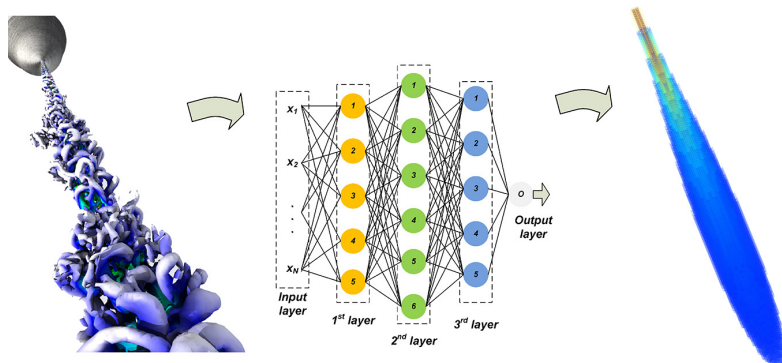 x1
x2
.
.
.
xN
Input
layer
1
2
3
4
5
1st layer
1
2
3
4
5
6
2nd layer
1
2
3
4
5
3rd layer
O
Output
layer